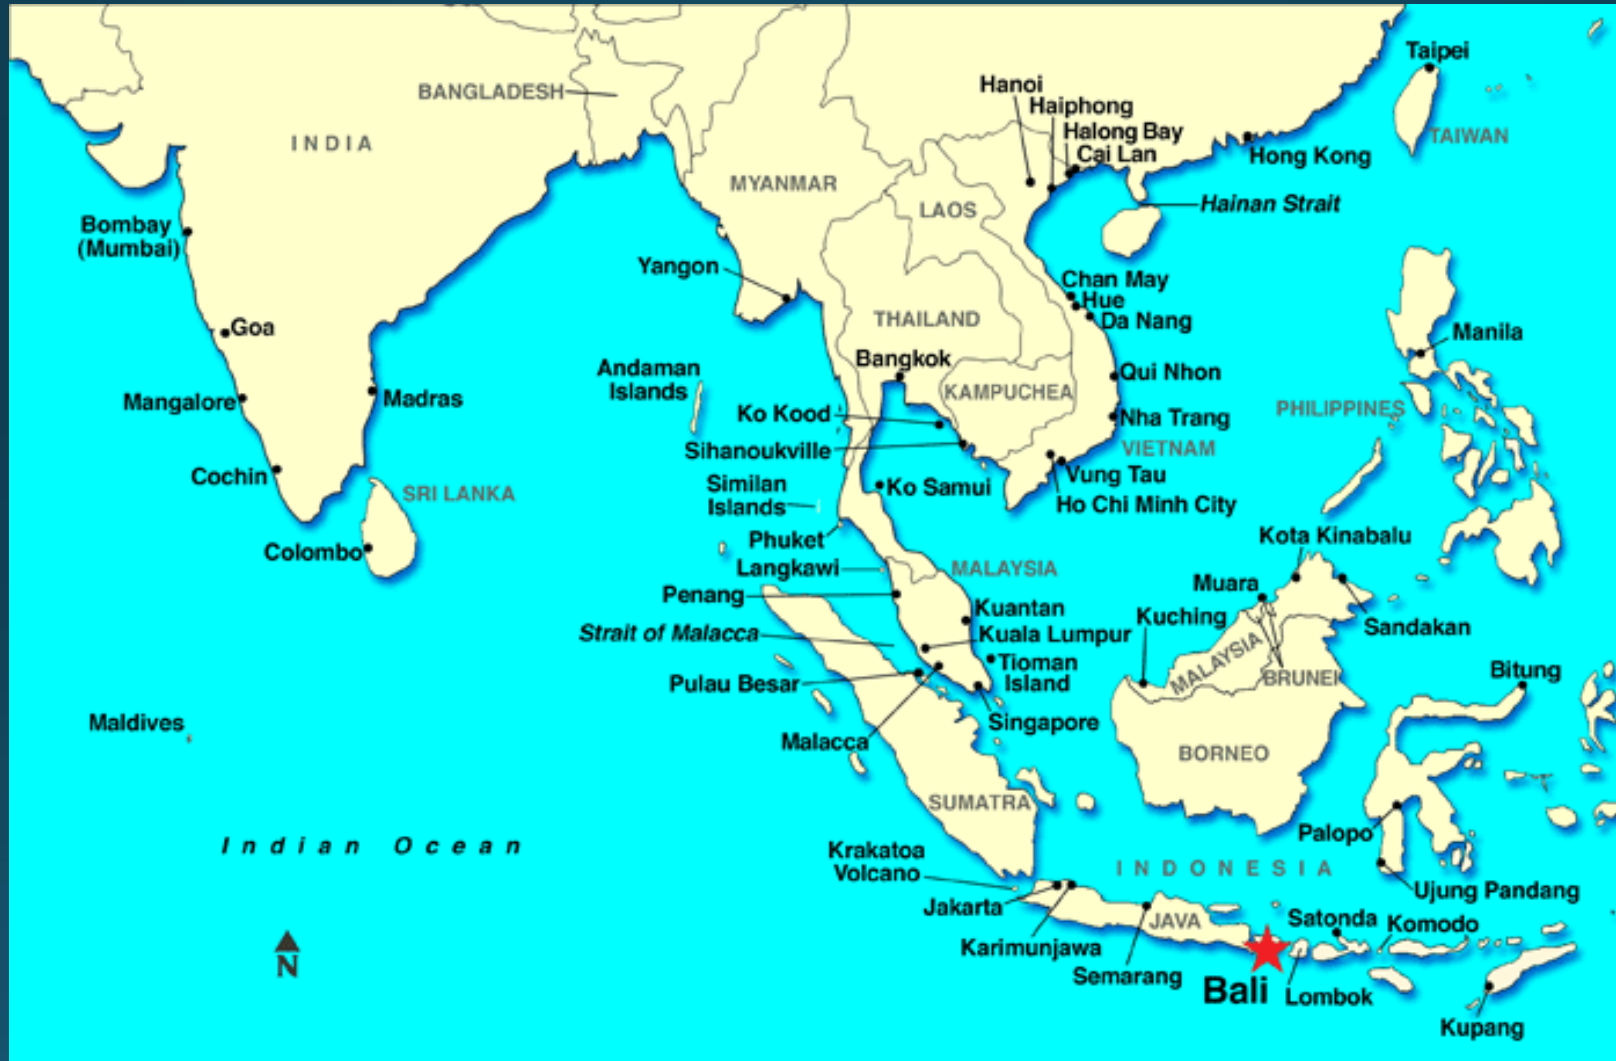 Taipei
Hanoi
Haiphong
BANGLADESH
Halong Bay
TAIWAN
INDIA
Cai Lan
Hong Kong
MYANMAR
Hainan Strait
LAOS
Bombay
(Mumbai)
Yangon
Chan May
Hue
Da Nang
THAILAND
Goa
Manila
Bangkok
Andaman
Islands
Qui Nhon
KAMPUCHEA
Mangalore
Madras
Ko Kood
PHILIPPINES
Nha Trang
Sihanoukville
VIETNAM
Cochin
Vung Tau
Similan
Islands
Ko Samui
SRI LANKA
Ho Chi Minh City
Phuket
Kota Kinabalu
Colombo
Langkawi
MALAYSIA
Muara
Penang
Kuantan
Kuching
Sandakan
Strait of Malacca
Kuala Lumpur
Tioman
Island
MALAYSIA
BRUNEI
Bitung
Pulau Besar
Singapore
Maldives
Malacca
BORNEO
SUMATRA
Palopo
Indian Ocean
Krakatoa
Volcano
INDONESIA
Ujung Pandang
Jakarta
JAVA
Satonda
Komodo
Karimunjawa
N
Semarang
Bali
Lombok
Kupang